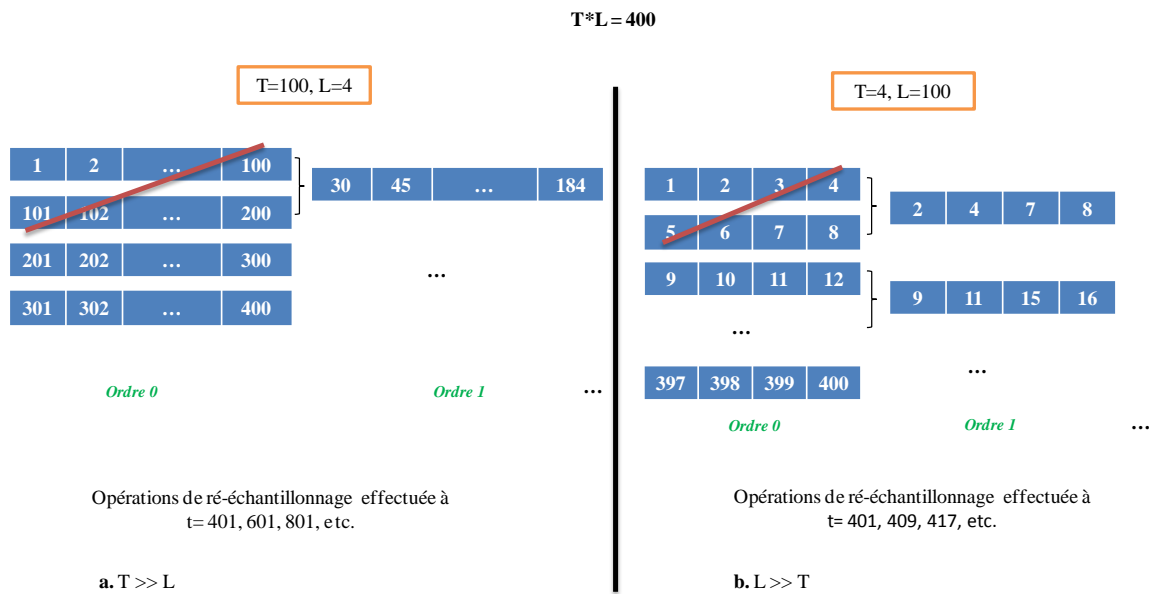 T*L = 400
T=100, L=4
1 2 ... 100
101 102 ... 200
201 202 ... 300
301 302 ... 400
30 45 ... 184
...
Ordre 0
Ordre 1
...
Opérations de ré-échantillonnage effectuée à
t= 401, 601, 801, etc.
a. T >> L
T=4, L=100
1 2 3 4
5 6 7 8
9 10 11 12
...
397 398 399 400
2 4 7 8
9 11 15 16
...
Ordre 0
Ordre 1
...
Opérations de ré-échantillonnage effectuée à
t= 401, 409, 417, etc.
b. L >> T